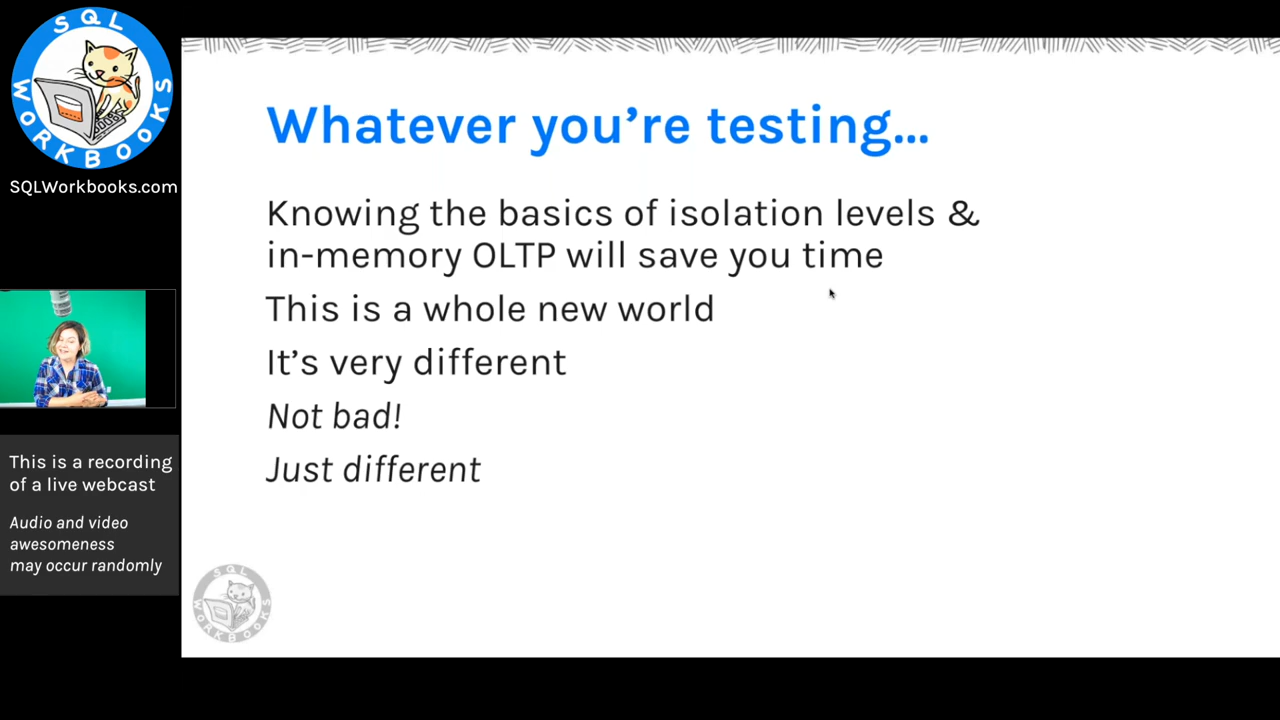 SQL WORKBOOKS
SQLWorkbooks.com
This is a recording
of a live webcast
Audio and video
awesomeness
may occur randomly
Whatever you're testing...
Knowing the basics of isolation levels &
in-memory OLTP will save you time
This is a whole new world
It's very different
Not bad!
Just different
SQL WORKBOOKS